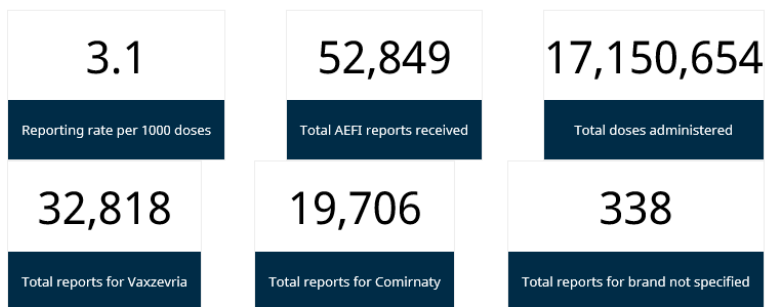 3.1
52,849
17,150,654
Reporting rate per 1000 doses
Total AEFI reports received
Total doses administered
32,818
19,706
338
Total reports for Vaxzevria
Total reports for Comirnaty
Total reports for brand not specified